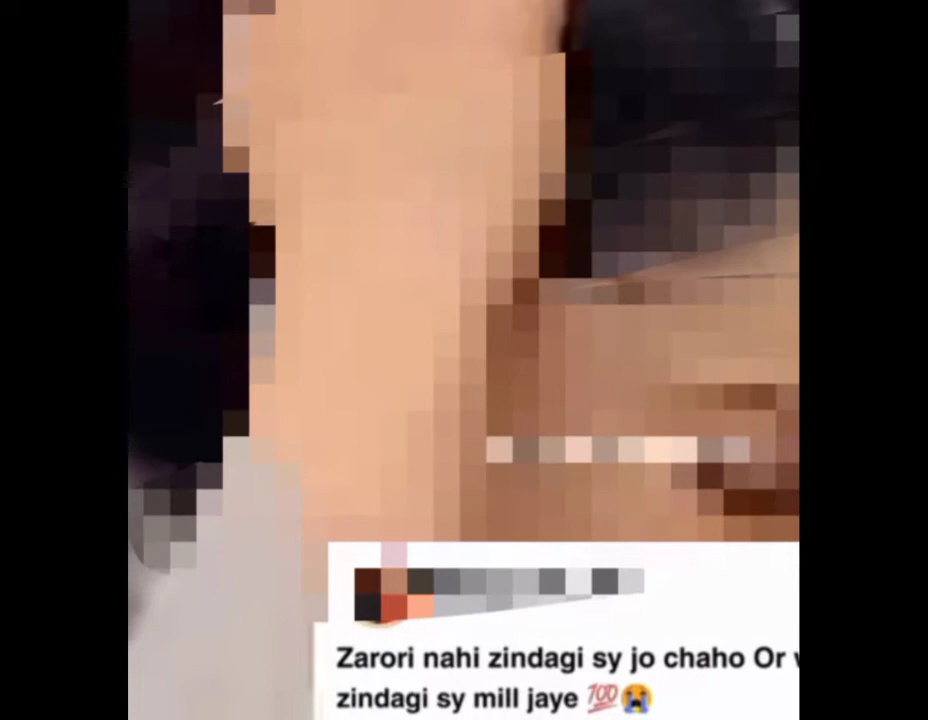 Zarori nahi zindagi sy jo chaho Or
zindagi sy mill jaye 💯😭